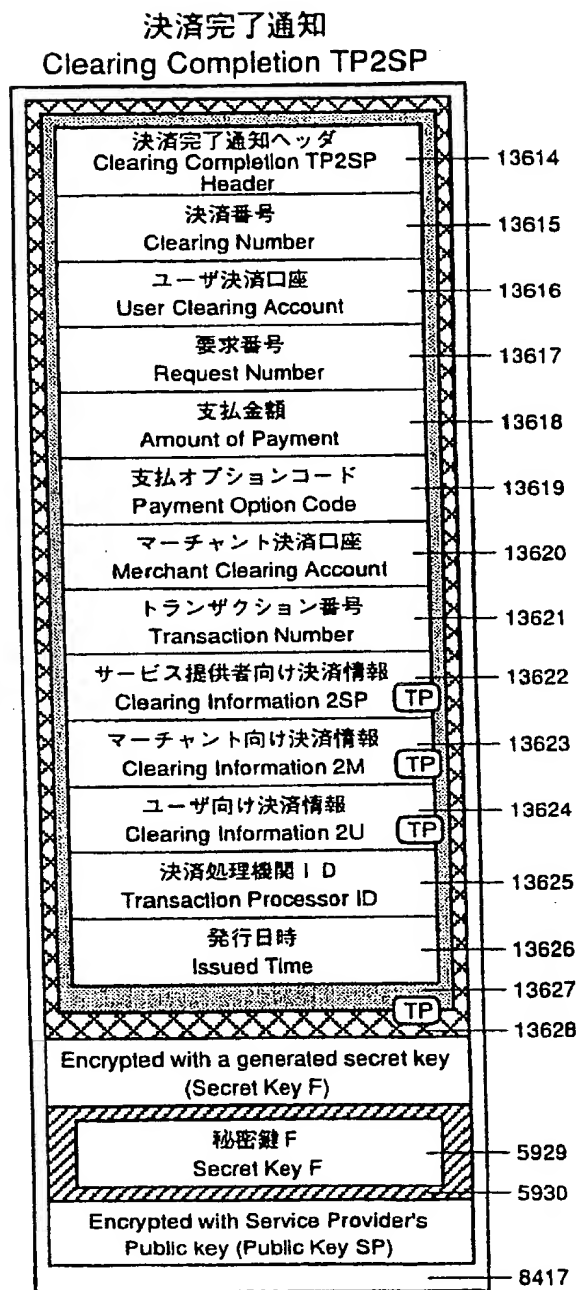 決済完了通知
Clearing Completion TP2SP
決済完了通知ヘッダ
Clearing Completion TP2SP
Header
13614
決済番号
Clearing Number
13615
ユーザ決済口座
User Clearing Account
13616
要求番号
Request Number
13617
支払金額
Amount of Payment
13618
支払オプションコード
Payment Option Code
13619
マーチャント決済口座
Merchant Clearing Account
13620
トランザクション番号
Transaction Number
13621
サービス提供者向け決済情報
Clearing Information 2SP
TP
13622
マーチャント向け決済情報
Clearing Information 2M
TP
13623
ユーザ向け決済情報
Clearing Information 2U
TP
13624
決済処理機関ID
Transaction Processor ID
13625
発行日時
Issued Time
13626
13627
TP
13628
Encrypted with a generated secret key
(Secret Key F)
秘密鍵F
Secret Key F
5929
5930
Encrypted with Service Provider's
Public key (Public Key SP)
8417